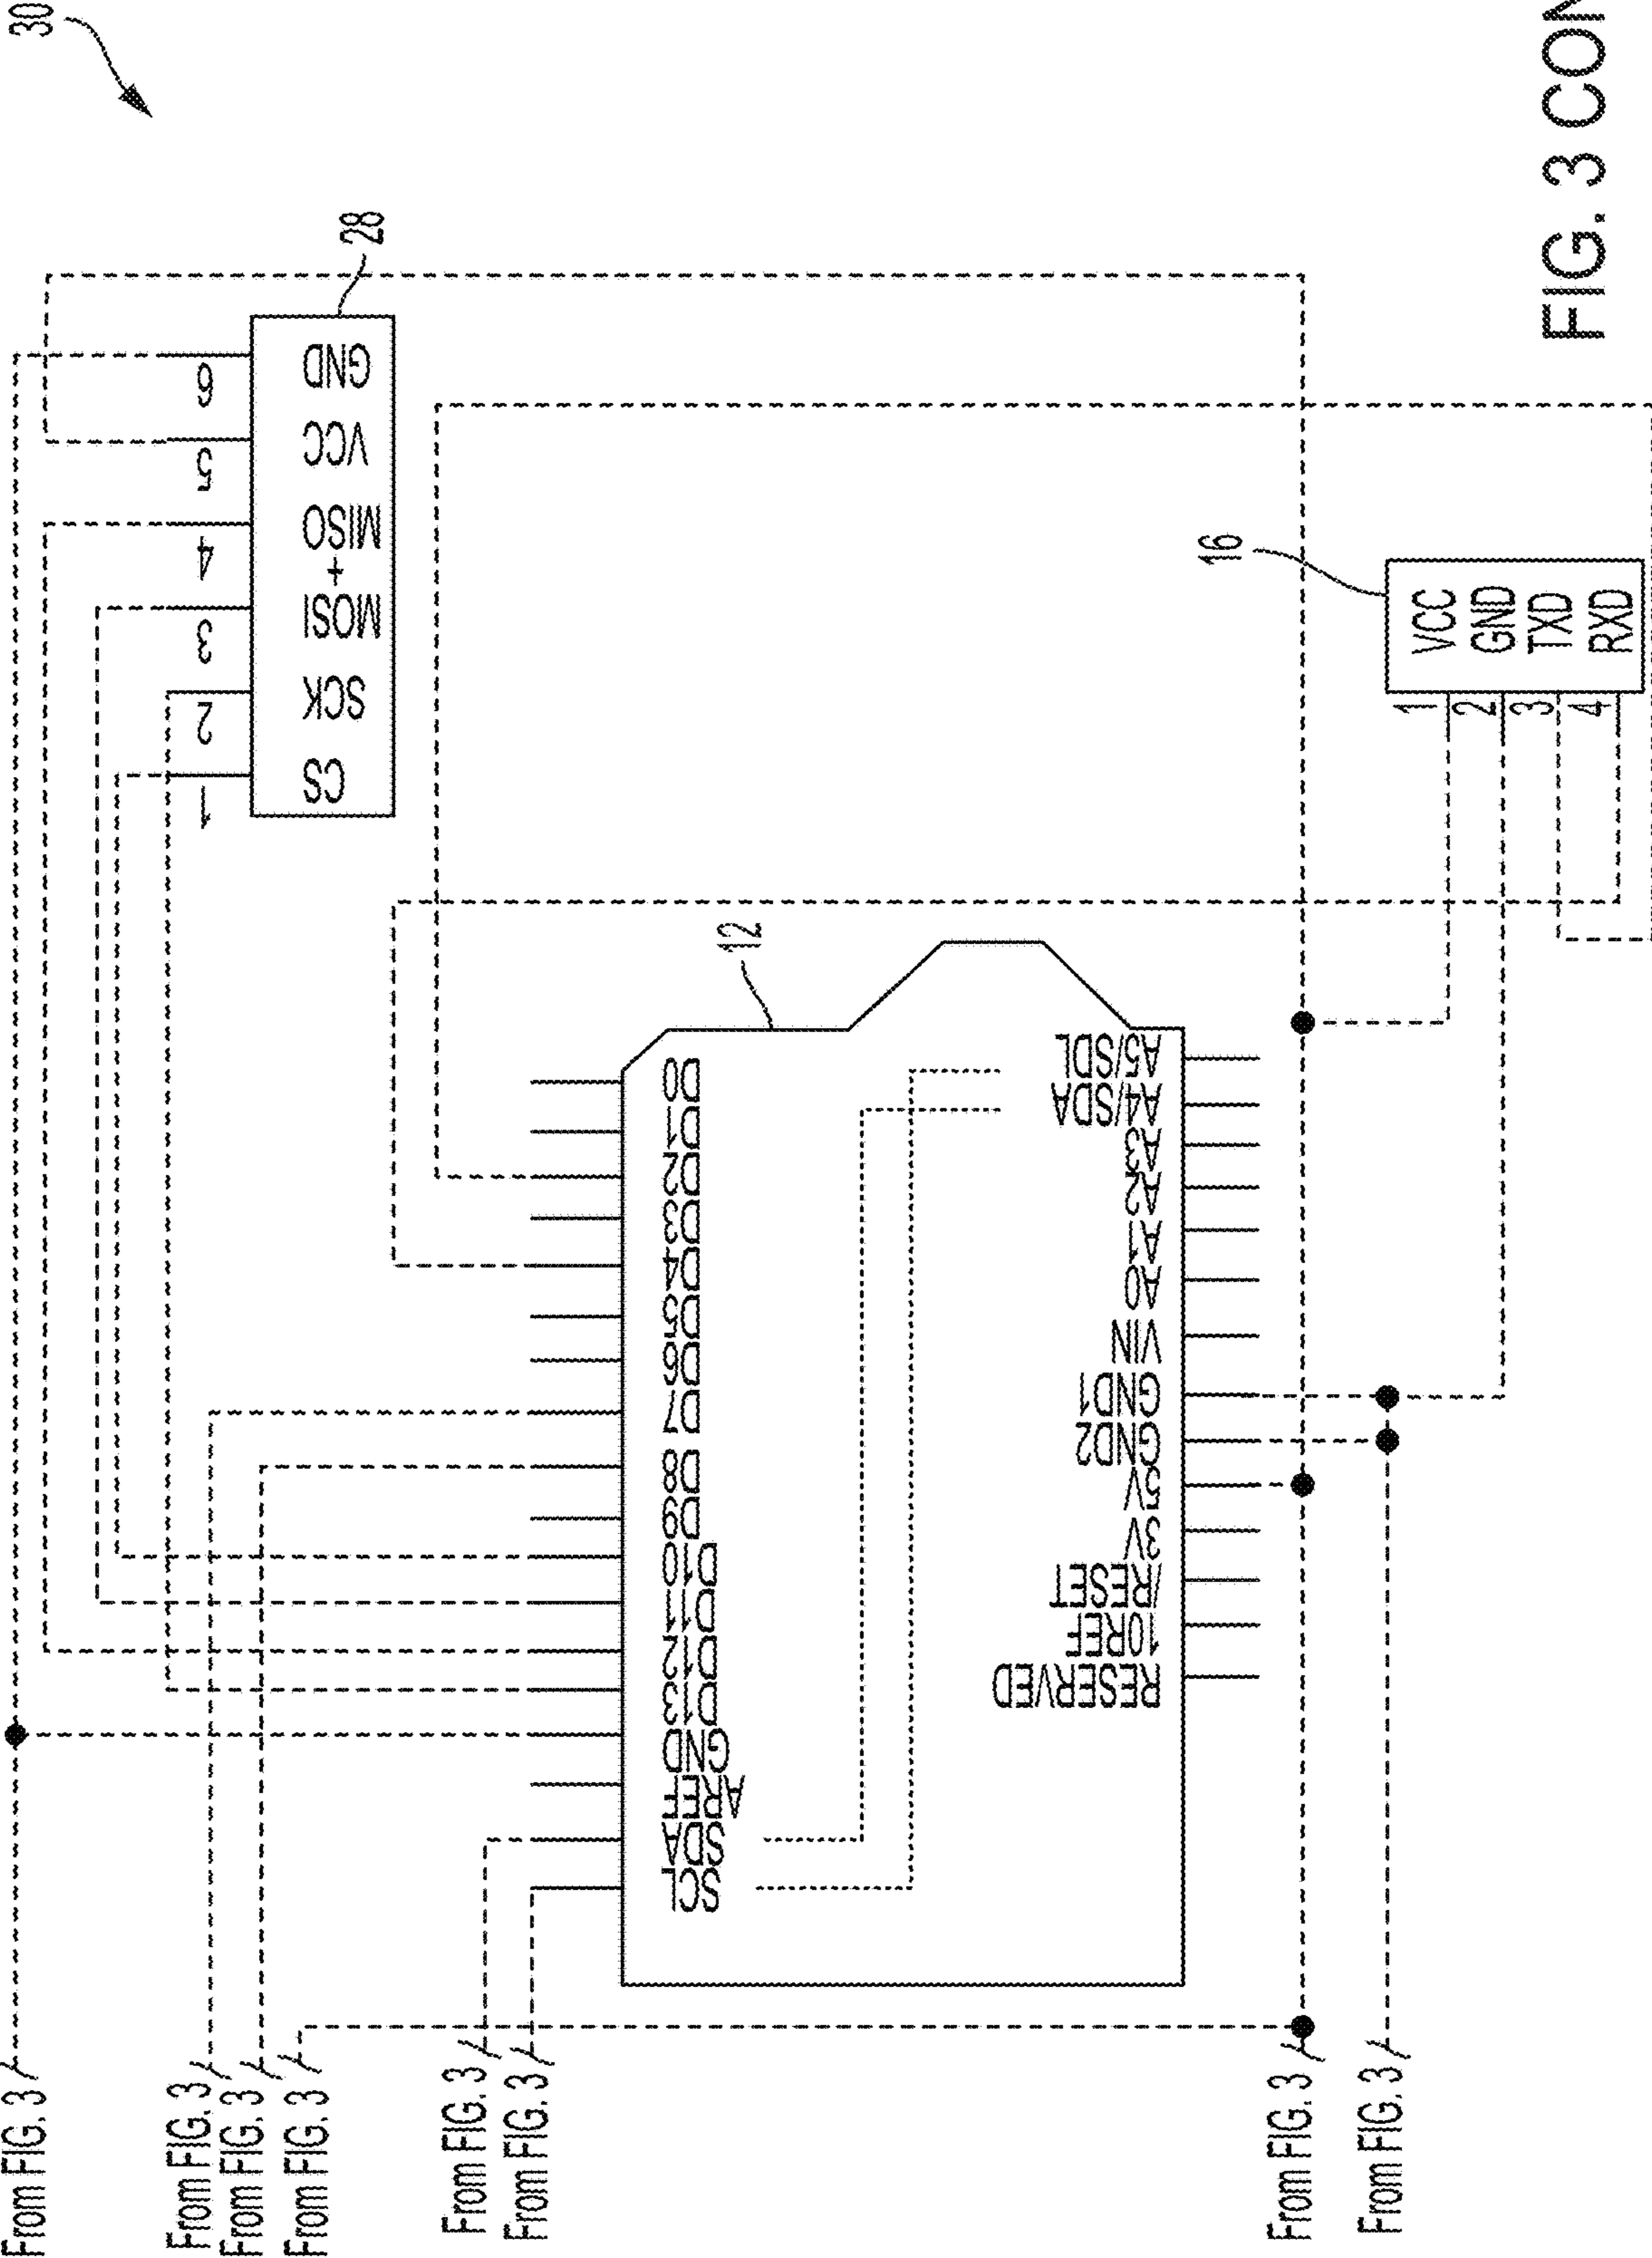 30
28
6
5
4
3
2
1
GND
VCC
MISO
+
MOSI
SCK
CS
16
VCC
GND
TXD
RXD
1
2
3
4
12
D0
D1
D2
D3
D4
D5
D6
D7
D8
D9
D10
D11
D12
D13
GND
AREF
SDA
SCL
A5/SDL
A4/SDA
A3
A2
A1
A0
VIN
GND1
GND2
5V
3V
/RESET
10REF
RESERVED
From FIG. 3
From FIG. 3
From FIG. 3
From FIG. 3
From FIG. 3
From FIG. 3
From FIG. 3
From FIG. 3
FIG. 3 CON